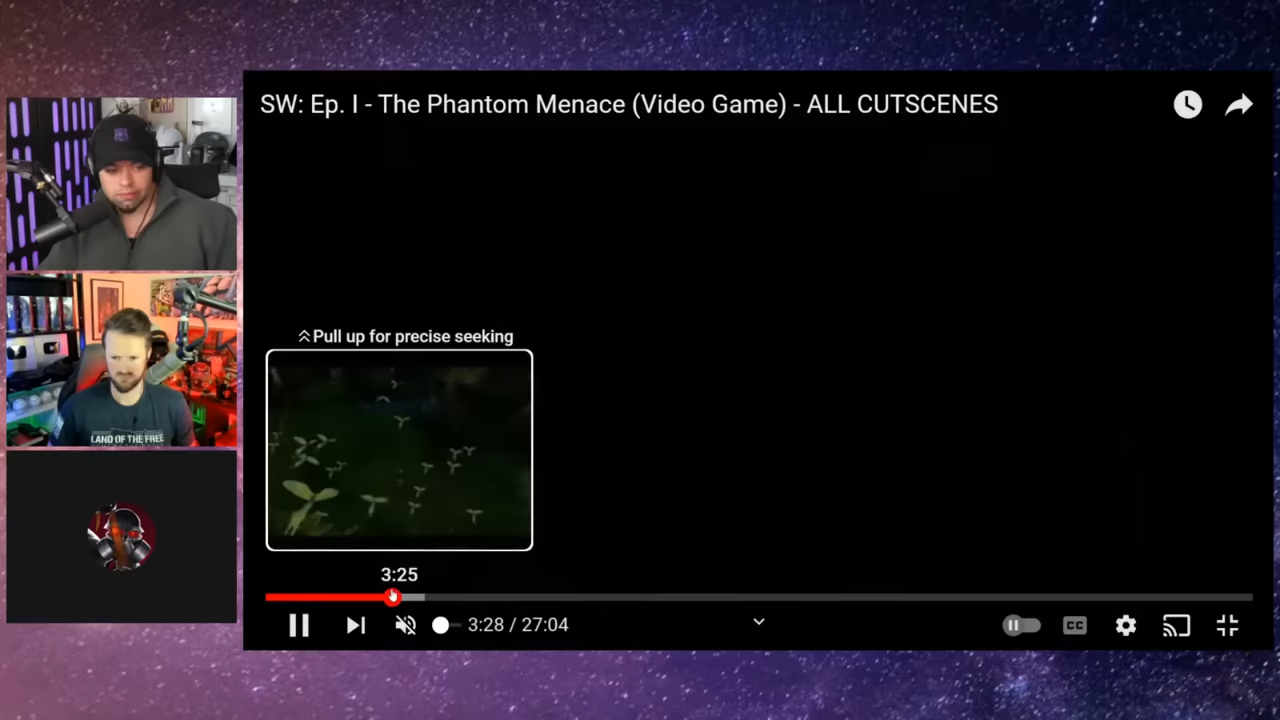 SW: Ep. I - The Phantom Menace (Video Game) - ALL CUTSCENES
Pull up for precise seeking
LAND OF THE FREE
3:25
3:28 / 27:04
CC